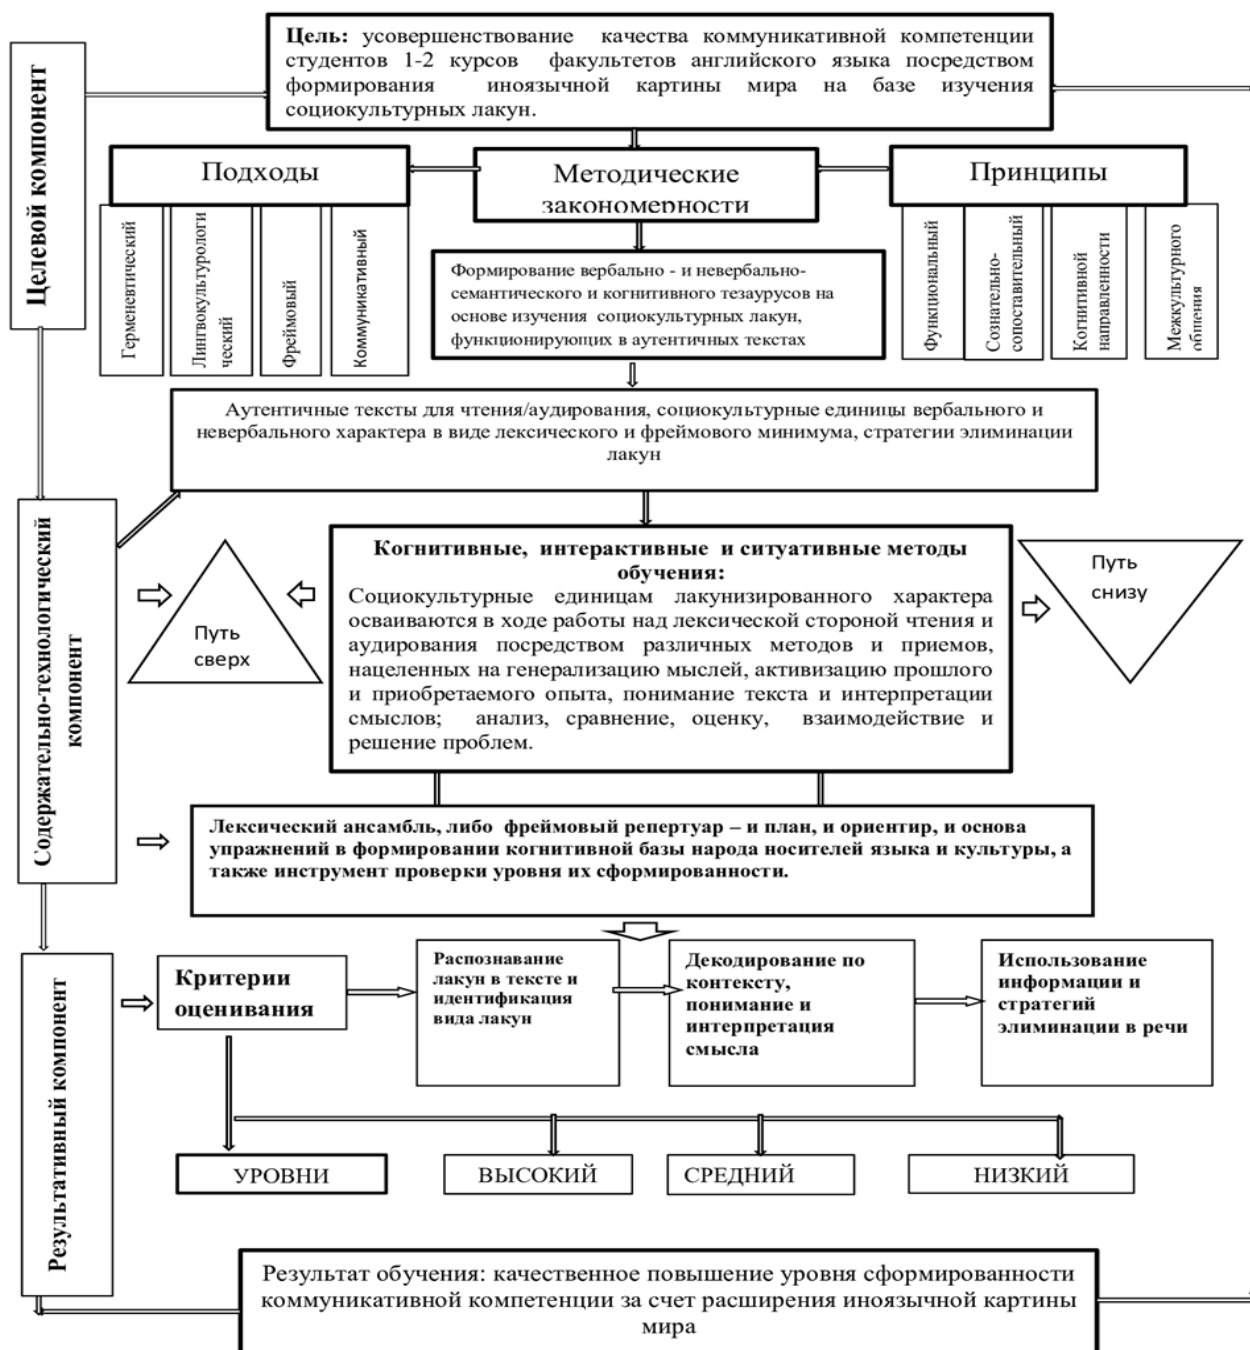 Цель: усовершенствование качества коммуникативной компетенции
студентов 1-2 курсов факультетов английского языка посредством
формирования иноязычной картины мира на базе изучения
социокультурных лакун.
Целевой компонент
Подходы
Методические
закономерности
Принципы
Герменевтический
Лингвокультурологи
ческий
Фреймовый
Коммуникативный
Формирование вербально - и невербально-
семантического и когнитивного тезаурусов на
основе изучения социокультурных лакун,
функционирующих в аутентичных текстах
Функциональный
Сознательно-
сопоставительный
Когнитивной
направленности
Межкультурного
общения
Аутентичные тексты для чтения/аудирования, социокультурные единицы вербального и
невербального характера в виде лексического и фреймового минимума, стратегии элиминации
лакун
Содержательно-технологический
компонент
Путь
сверх
Когнитивные, интерактивные и ситуативные методы
обучения:
Социокультурные единицам лакунизированного характера
осваиваются в ходе работы над лексической стороной чтения и
аудирования посредством различных методов и приемов,
нацеленных на генерализацию мыслей, активизацию прошлого
и приобретаемого опыта, понимание текста и интерпретации
смыслов; анализ, сравнение, оценку, взаимодействие и
решение проблем.
Путь
снизу
Лексический ансамбль, либо фреймовый репертуар – и план, и ориентир, и основа
упражнений в формировании когнитивной базы народа носителей языка и культуры, а
также инструмент проверки уровня их сформированности.
Результативный компонент
Критерии
оценивания
Распознавание
лакун в тексте и
идентификация
вида лакун
Декодирование по
контексту,
понимание и
интерпретация
смысла
Использование
информации и
стратегий
элиминации в речи
УРОВНИ
ВЫСОКИЙ
СРЕДНИЙ
НИЗКИЙ
Результат обучения: качественное повышение уровня сформированности
коммуникативной компетенции за счет расширения иноязычной картины
мира